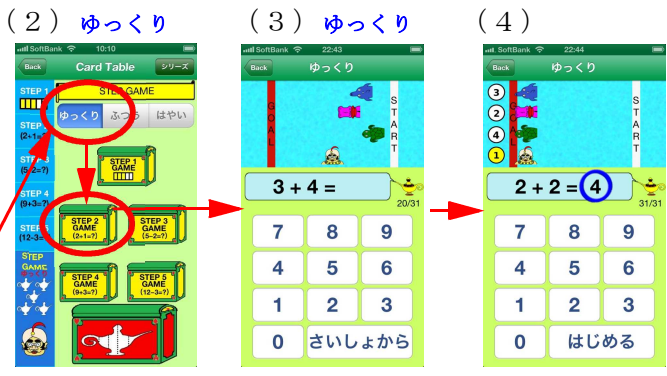 (2) ゆっくり
SoftBank 10:10
Back Card Table シリーズ
STEP 1
STEP GAME
ゆっくり ふつう はやい
STEP
(2+1=?)
STEP 3
(5-2=?)
STEP 4
(9+3=?)
STEP 5
(12-3=?)
STEP
GAME
ゆっくり
STEP 1
GAME
STEP 2
GAME
(2+1=?)
STEP 3
GAME
(5-2=?)
STEP 4
GAME
(9+3=?)
STEP 5
GAME
(12-3=?)
(3) ゆっくり
SoftBank 22:43
Back ゆっくり
GOAL
START
3 + 4 =
20/31
7 8 9
4 5 6
1 2 3
0 さいしょから
(4)
SoftBank 22:44
Back ゆっくり
3
2
4
1
GOAL
START
2 + 2 = 4
31/31
7 8 9
4 5 6
1 2 3
0 はじめる